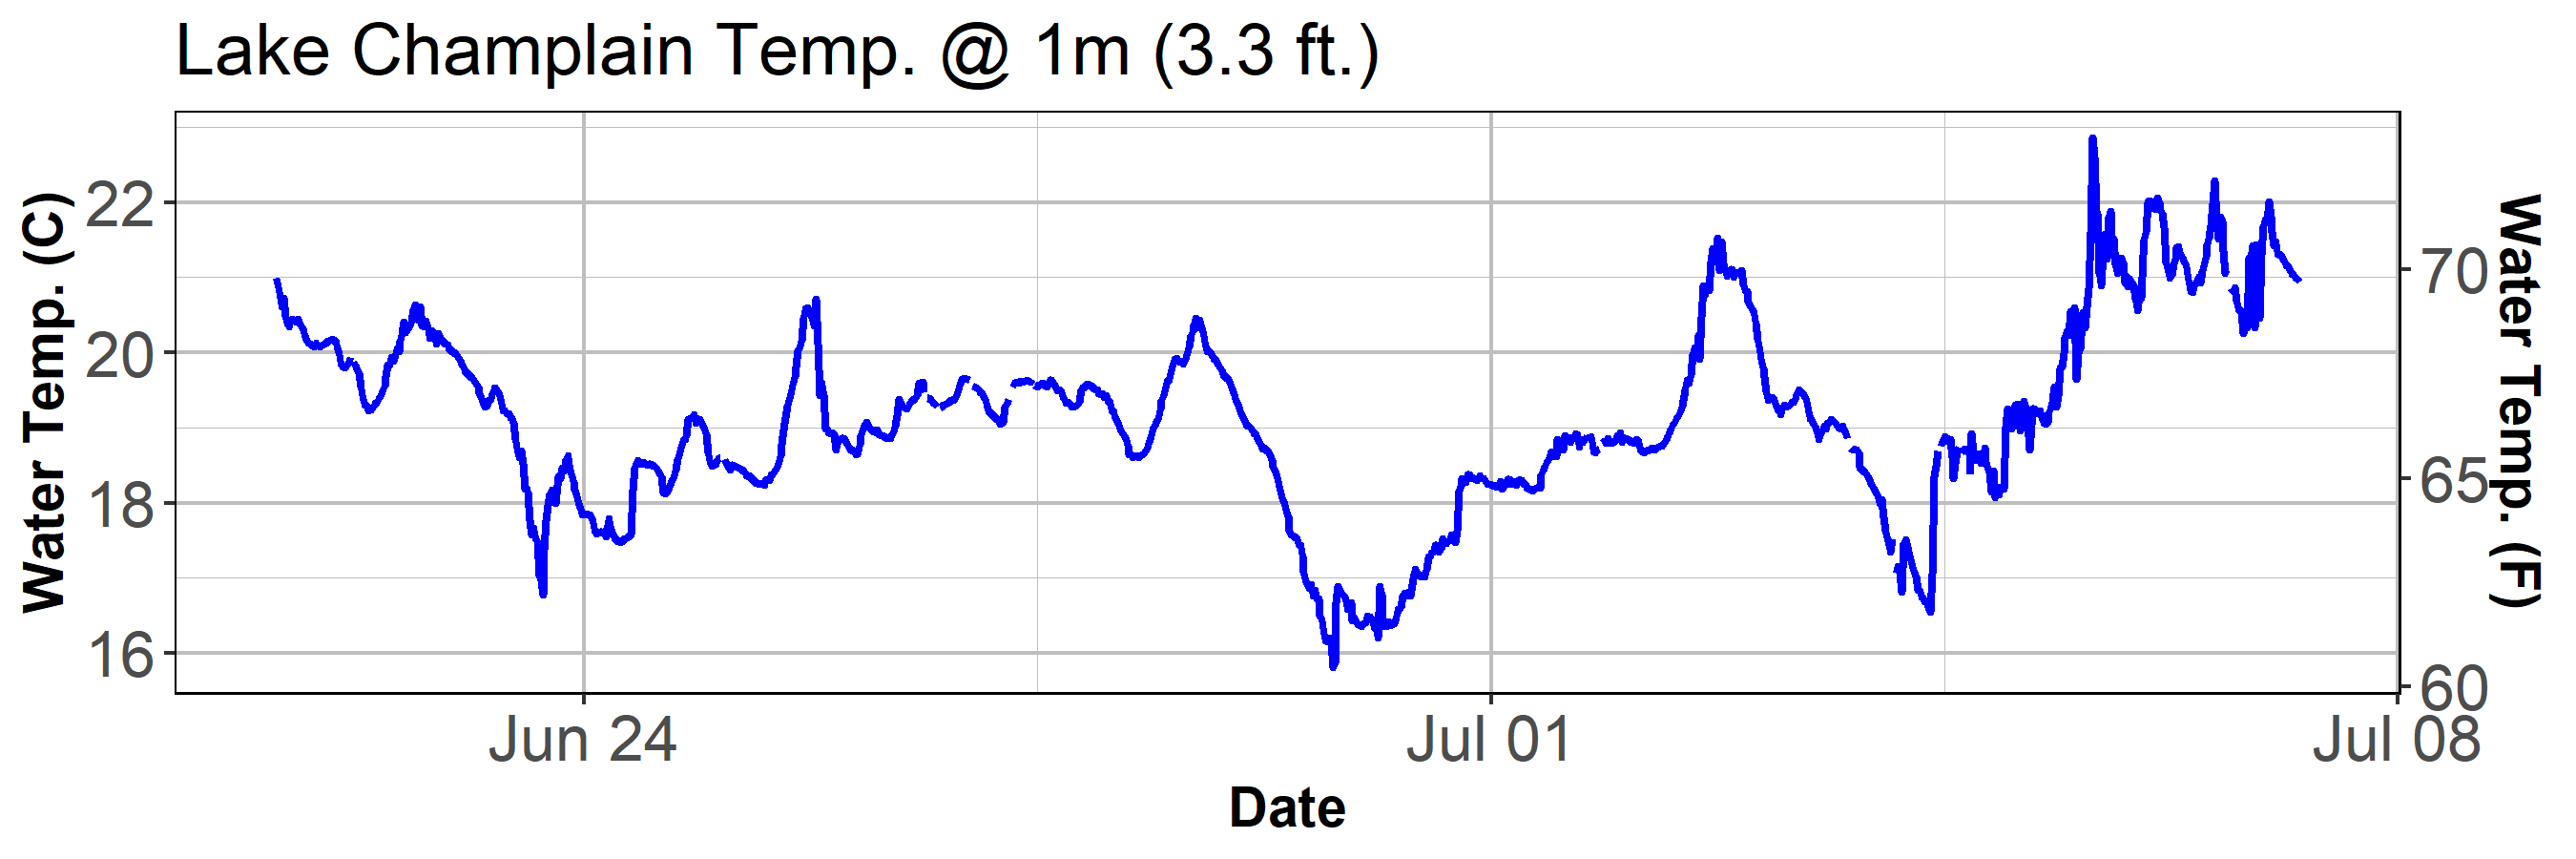 Lake Champlain Temp. @ 1m (3.3 ft.)
Water Temp. (C)
22
20
18
16
Water Temp. (F)
70
65
60
Jun 24
Jul 01
Jul 08
Date